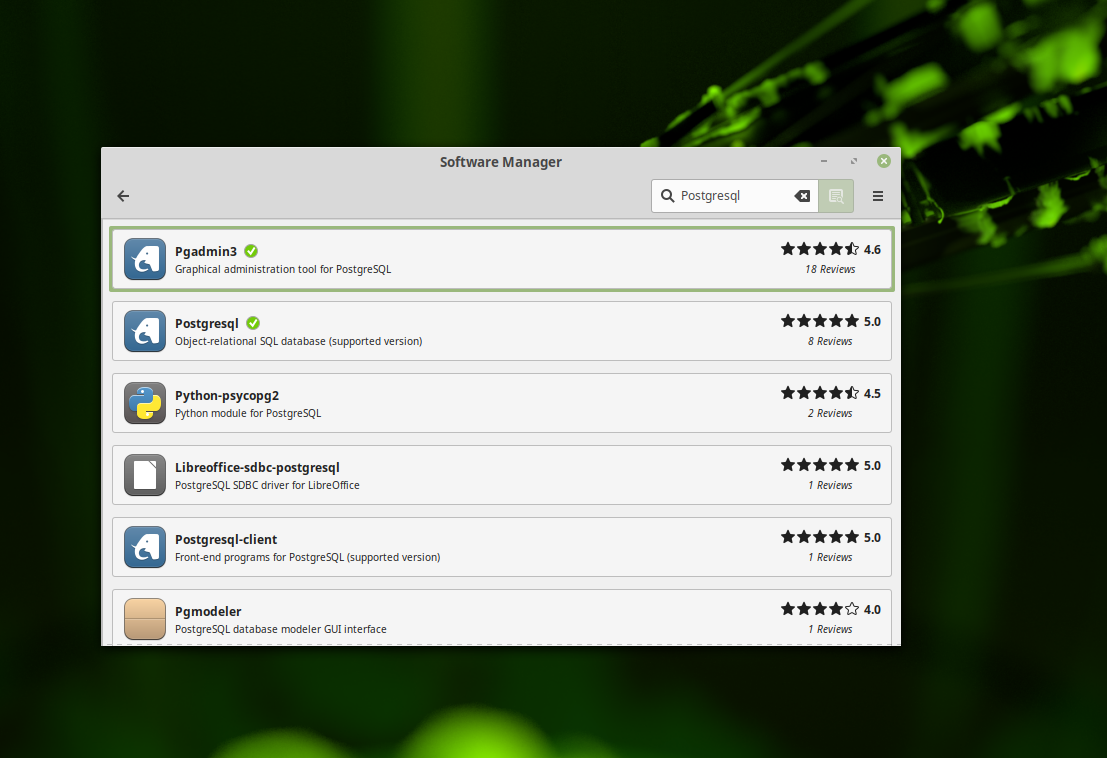 Software Manager
Postgresql
Pgadmin3
4.6
Graphical administration tool for PostgreSQL
18 Reviews
Postgresql
5.0
Object-relational SQL database (supported version)
8 Reviews
Python-psycopg2
4.5
Python module for PostgreSQL
2 Reviews
Libreoffice-sdbc-postgresql
5.0
PostgreSQL SDBC driver for LibreOffice
1 Reviews
Postgresql-client
5.0
Front-end programs for PostgreSQL (supported version)
1 Reviews
Pgmodeler
4.0
PostgreSQL database modeler GUI interface
1 Reviews